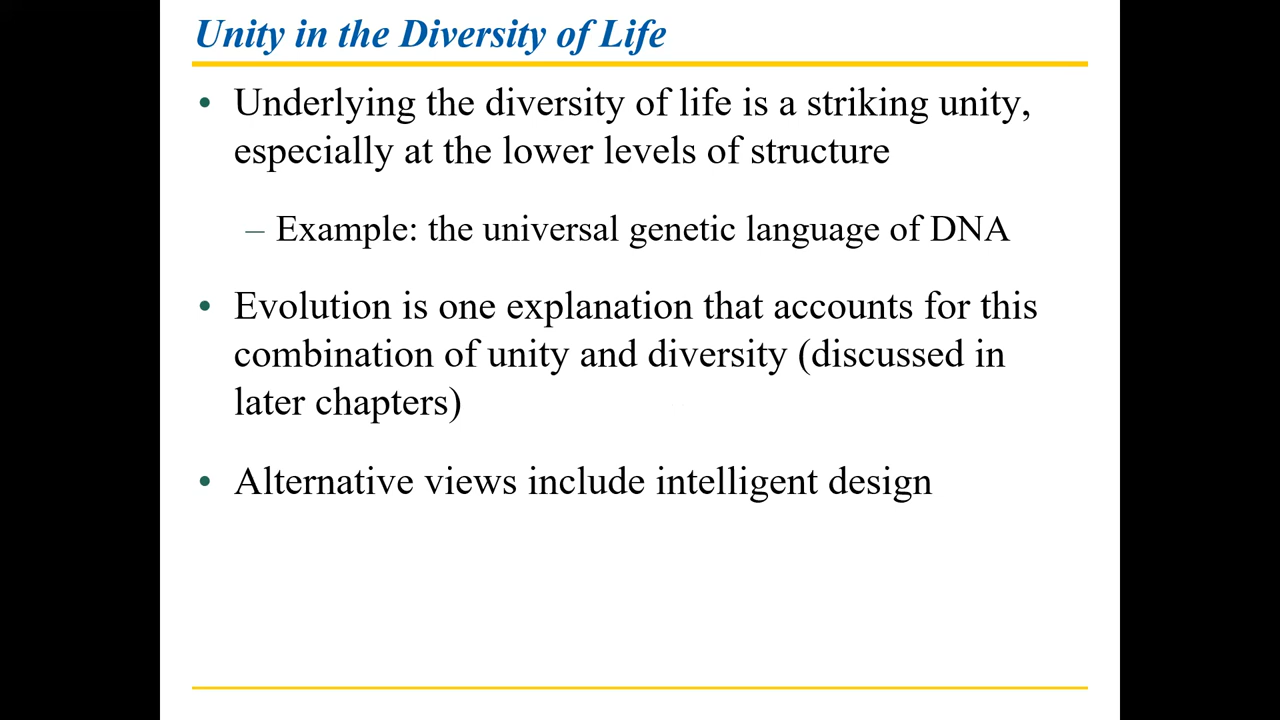 Unity in the Diversity of Life
• Underlying the diversity of life is a striking unity,
especially at the lower levels of structure
– Example: the universal genetic language of DNA
• Evolution is one explanation that accounts for this
combination of unity and diversity (discussed in
later chapters)
• Alternative views include intelligent design